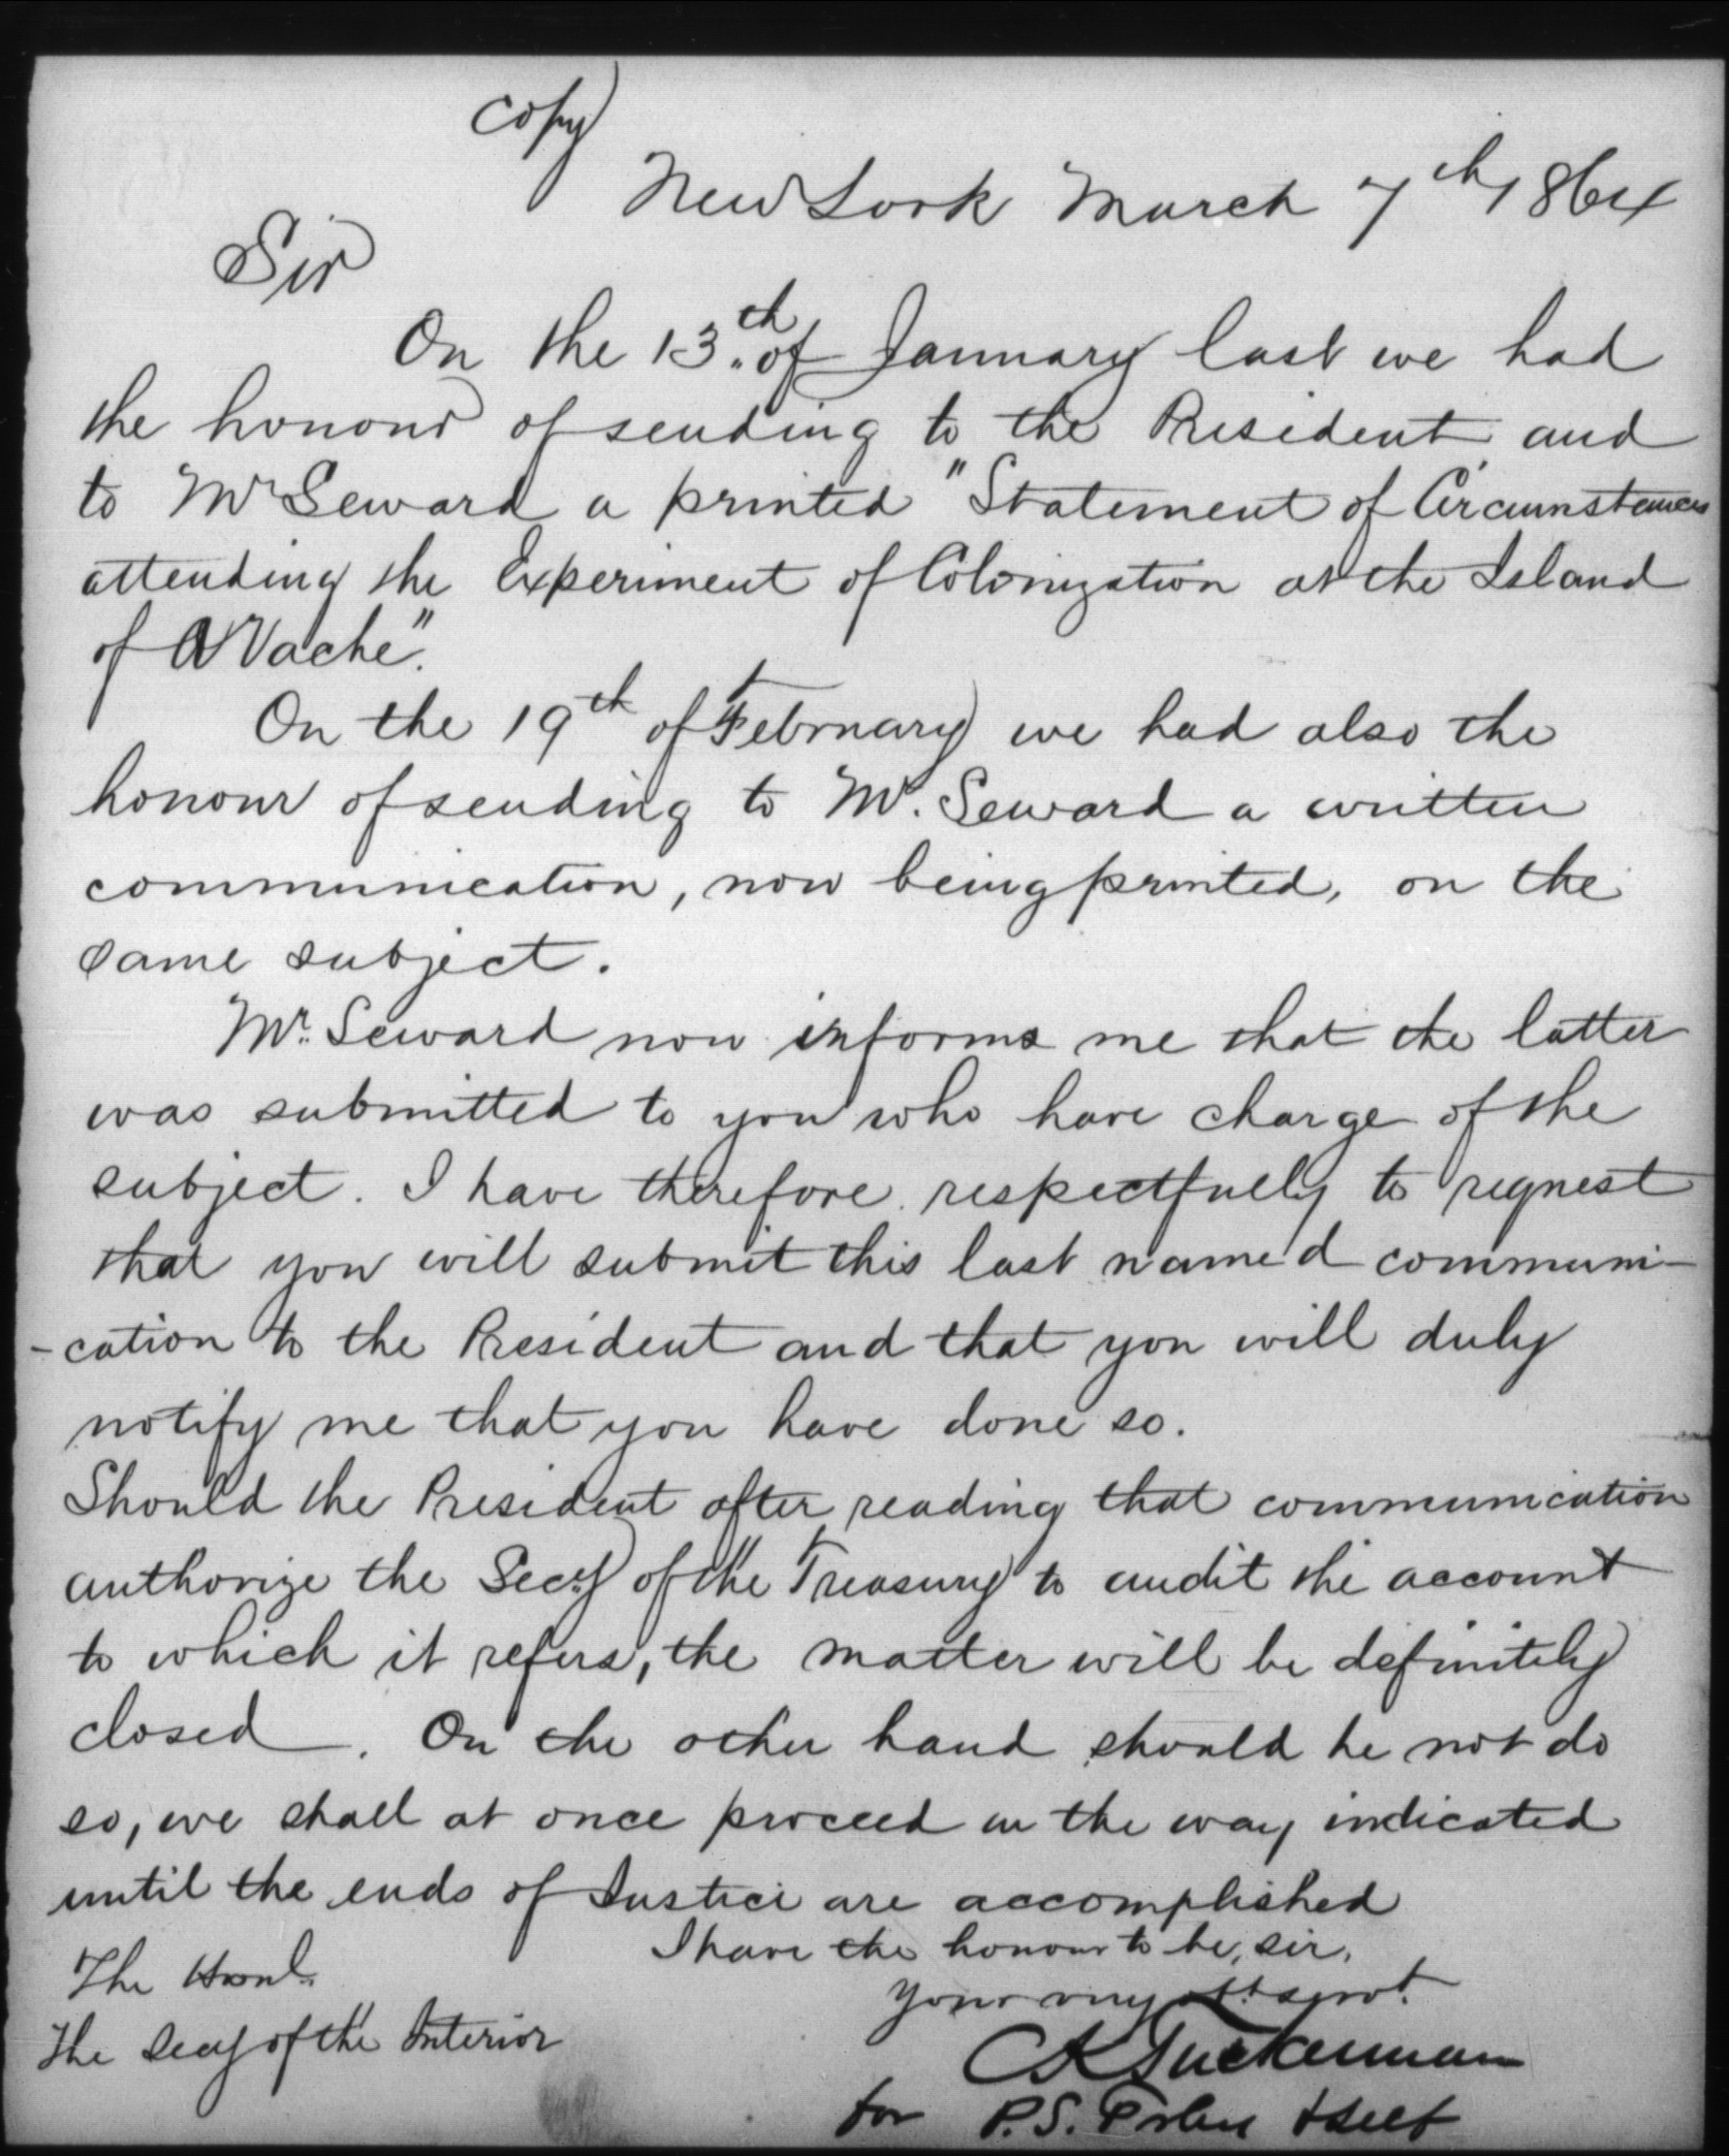 Copy
New York March 7th 1864
Sir
On the 13th of January last we had
the honour of sending to the President and
to Mr Seward a printed "Statement of Circumstances
attending the Experiment of Colonization at the Island
of A'Vache".
On the 19th of February we had also the
honour of sending to Mr. Seward a written
communication, now being printed, on the
same subject.
Mr. Seward now informs me that the latter
was submitted to you who have charge of the
subject. I have therefore respectfully to request
that you will submit this last named communi-
-cation to the President and that you will duly
notify me that you have done so.
Should the President after reading that communication
authorize the Secy of the Treasury to audit the account
to which it refers, the matter will be definitely
closed. On the other hand should he not do
so, we shall at once proceed in the way indicated
until the ends of Justice are accomplished
I have the honour to be, sir,
Your very obt servt.
The Honl.
The Secy of the Interior
CK Tuckerman
for P.S. Forbes & self